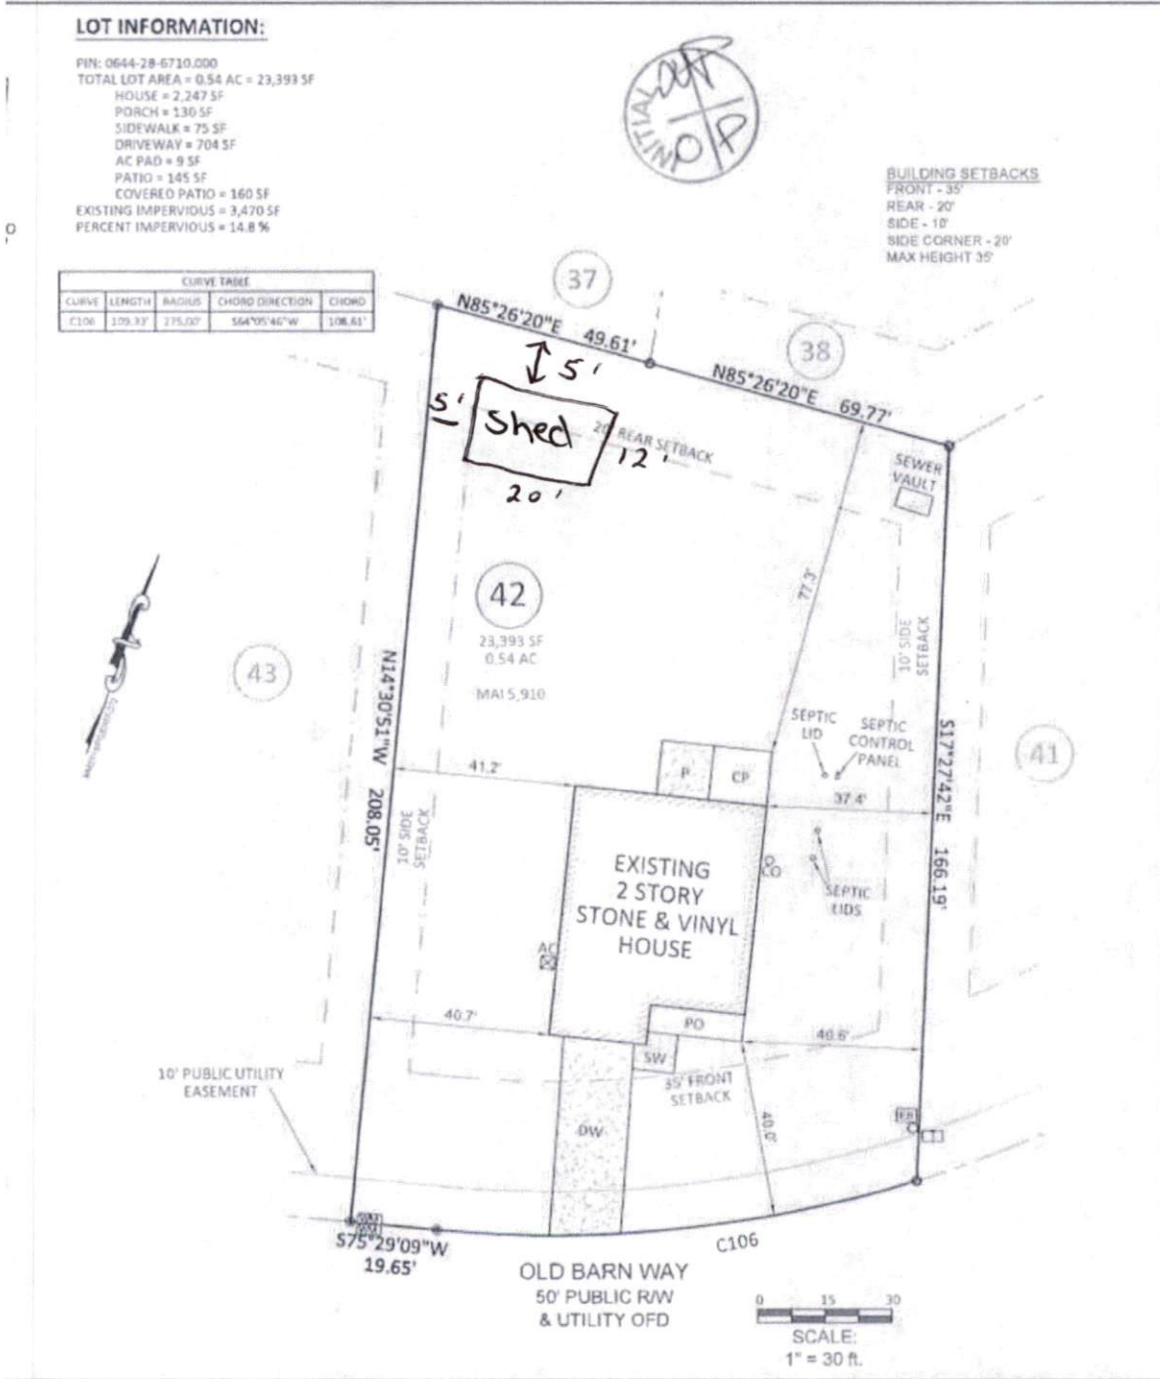 LOT INFORMATION:
PIN: 0644-28-6710.000
TOTAL LOT AREA = 0.54 AC = 23,393 SF
HOUSE = 2,247 SF
PORCH = 130 SF
SIDEWALK = 75 SF
DRIVEWAY = 704 SF
AC PAD = 9 SF
PATIO = 145 SF
COVERED PATIO = 160 SF
EXISTING IMPERVIOUS = 3,470 SF
PERCENT IMPERVIOUS = 14.8 %
INITIAL
BUILDING SETBACKS
FRONT - 35'
REAR - 20'
SIDE - 10'
SIDE CORNER - 20'
MAX HEIGHT 35'
CURVE TABLE
CURVE LENGTH RADIUS CHORD DIRECTION CHORD
C106 109.33' 275.00' S64°05'46"W 108.61'
37
N85°26'20"E 49.61'
38
N85°26'20"E 69.77'
5'
5'
Shed
20' REAR SETBACK
12'
20'
SEWER
VAULT
77.3'
42
23,393 SF
0.54 AC
MAI 5,910
10' SIDE
SETBACK
43
N14°30'51"W 208.05'
SEPTIC
LID
SEPTIC
CONTROL
PANEL
S17°27'42"E 166.19'
41
41.2'
P
CP
37.4'
10' SIDE
SETBACK
EXISTING
2 STORY
STONE & VINYL
HOUSE
CO
SEPTIC
LIDS
AC
40.7'
PO
40.6'
SW
35' FRONT
SETBACK
10' PUBLIC UTILITY
EASEMENT
DW
40.0'
EB
S75°29'09"W
19.65'
C106
OLD BARN WAY
50' PUBLIC R/W
& UTILITY OFD
0 15 30
SCALE:
1" = 30 ft.